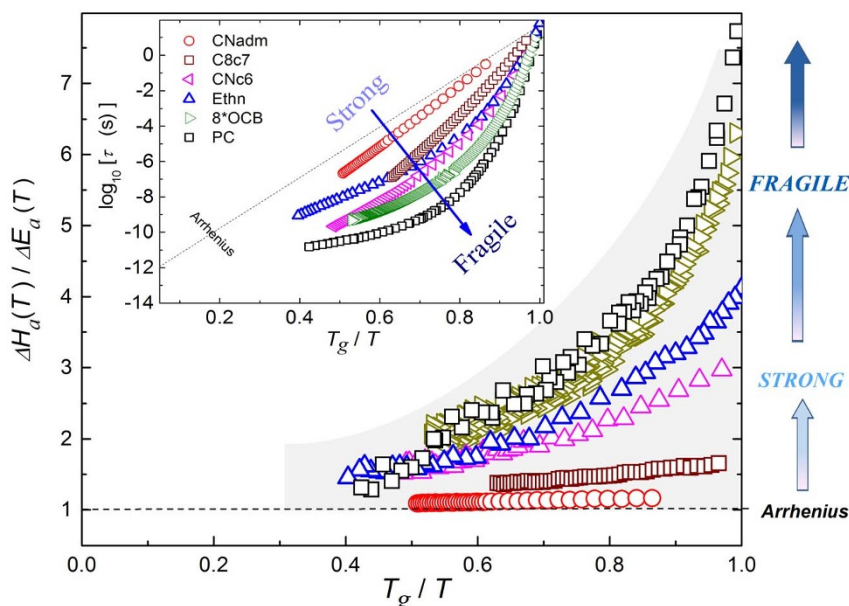 ΔHa(T) / ΔEa(T)
7
6
5
4
3
2
1
0.0
0.2
0.4
0.6
0.8
1.0
Tg / T
log10 [τ (s) ]
0
-2
-4
-6
-8
-10
-12
-14
0.2
0.4
0.6
0.8
1.0
Tg / T
CNadm
C8c7
CNc6
Ethn
8*OCB
PC
Strong
Fragile
Arrhenius
FRAGILE
STRONG
Arrhenius